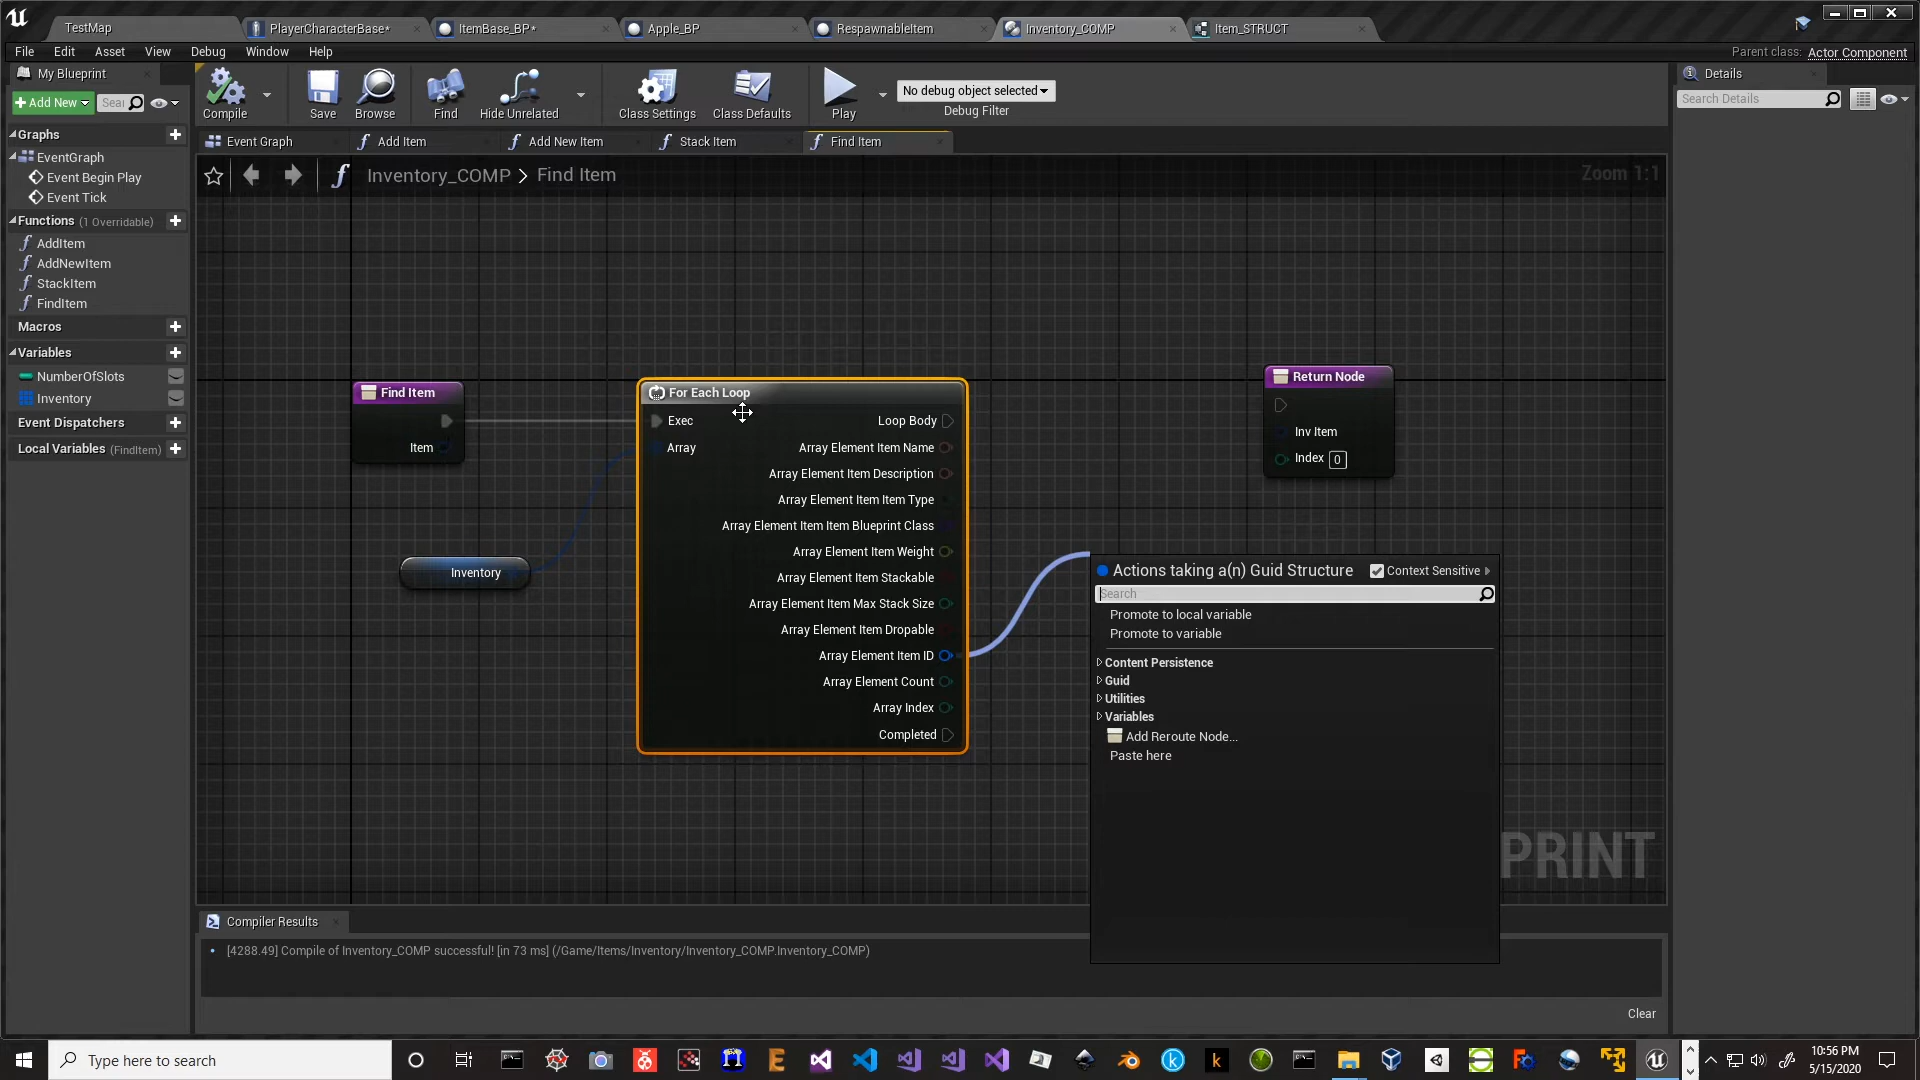 TestMap
PlayerCharacterBase*
ItemBase_BP*
Apple_BP
RespawnableItem
Inventory_COMP
Item_STRUCT
File Edit Asset View Debug Window Help
Parent class: Actor Component
My Blueprint
Add New
Sea
Graphs
EventGraph
Event Begin Play
Event Tick
Functions (1 Overridable)
AddItem
AddNewItem
StackItem
FindItem
Macros
Variables
NumberOfSlots
Inventory
Event Dispatchers
Local Variables (FindItem)
Compile
Save
Browse
Find
Hide Unrelated
Class Settings
Class Defaults
Play
No debug object selected
Debug Filter
Event Graph
Add Item
Add New Item
Stack Item
Find Item
Inventory_COMP > Find Item
Zoom 1:1
Find Item
Item
Inventory
For Each Loop
Exec
Array
Loop Body
Array Element Item Name
Array Element Item Description
Array Element Item Item Type
Array Element Item Item Blueprint Class
Array Element Item Weight
Array Element Item Stackable
Array Element Item Max Stack Size
Array Element Item Dropable
Array Element Item ID
Array Element Count
Array Index
Completed
Return Node
Inv Item
Index 0
Actions taking a(n) Guid Structure
Context Sensitive
Search
Promote to local variable
Promote to variable
Content Persistence
Guid
Utilities
Variables
Add Reroute Node...
Paste here
PRINT
Compiler Results
[4288.49] Compile of Inventory_COMP successful! [in 73 ms] (/Game/Items/Inventory/Inventory_COMP.Inventory_COMP)
Clear
Details
Search Details
Type here to search
10:56 PM
5/15/2020